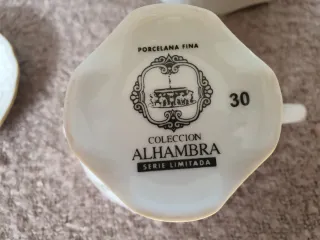 PORCELANA FINA
30
COLECCION
ALHAMBRA
SERIE LIMITADA